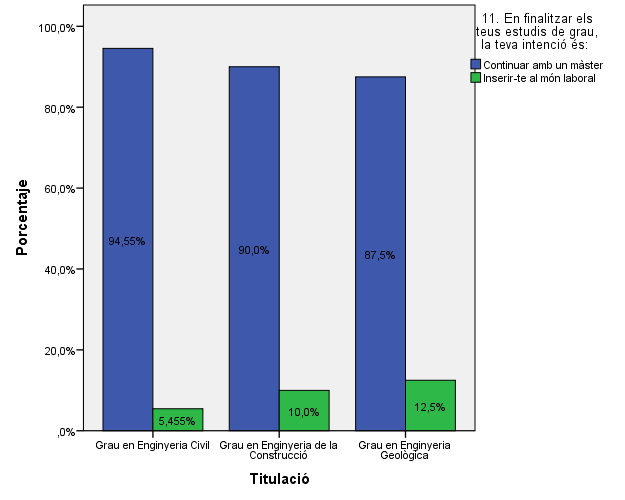 11. En finalitzar els
teus estudis de grau,
la teva intenció és:
Continuar amb un màster
Inserir-te al món laboral
Porcentaje
100,0%
80,0%
60,0%
40,0%
20,0%
,0%
94,55%
5,455%
90,0%
10,0%
87,5%
12,5%
Grau en Enginyeria Civil
Grau en Enginyeria de la
Construcció
Grau en Enginyeria
Geològica
Titulació